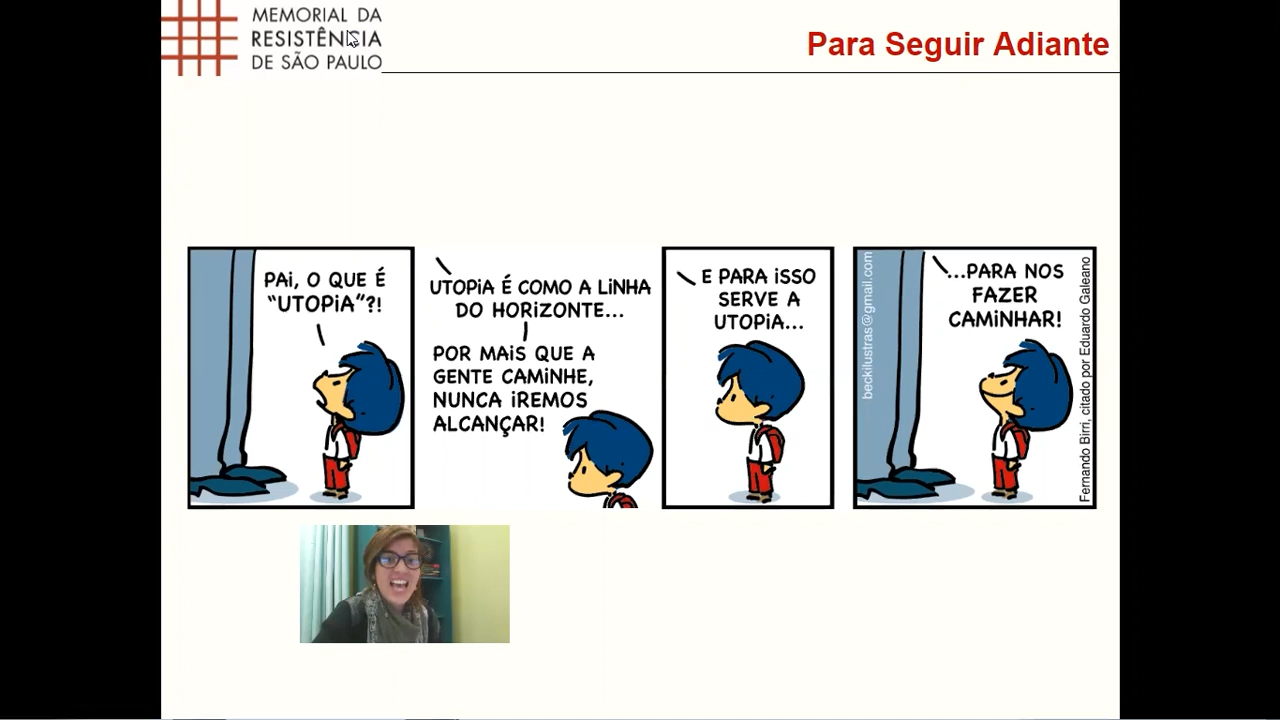 MEMORIAL DA
RESISTÊNCIA
DE SÃO PAULO
Para Seguir Adiante
PAi, O QUE É
“UTOPiA”?!
UTOPiA É COMO A LiNHA
DO HORiZONTE...
POR MAiS QUE A
GENTE CAMiNHE,
NUNCA iREMOS
ALCANÇAR!
E PARA iSSO
SERVE A
UTOPiA...
...PARA NOS
FAZER
CAMiNHAR!
beckilustras@gmail.com
Fernando Birri, citado por Eduardo Galeano